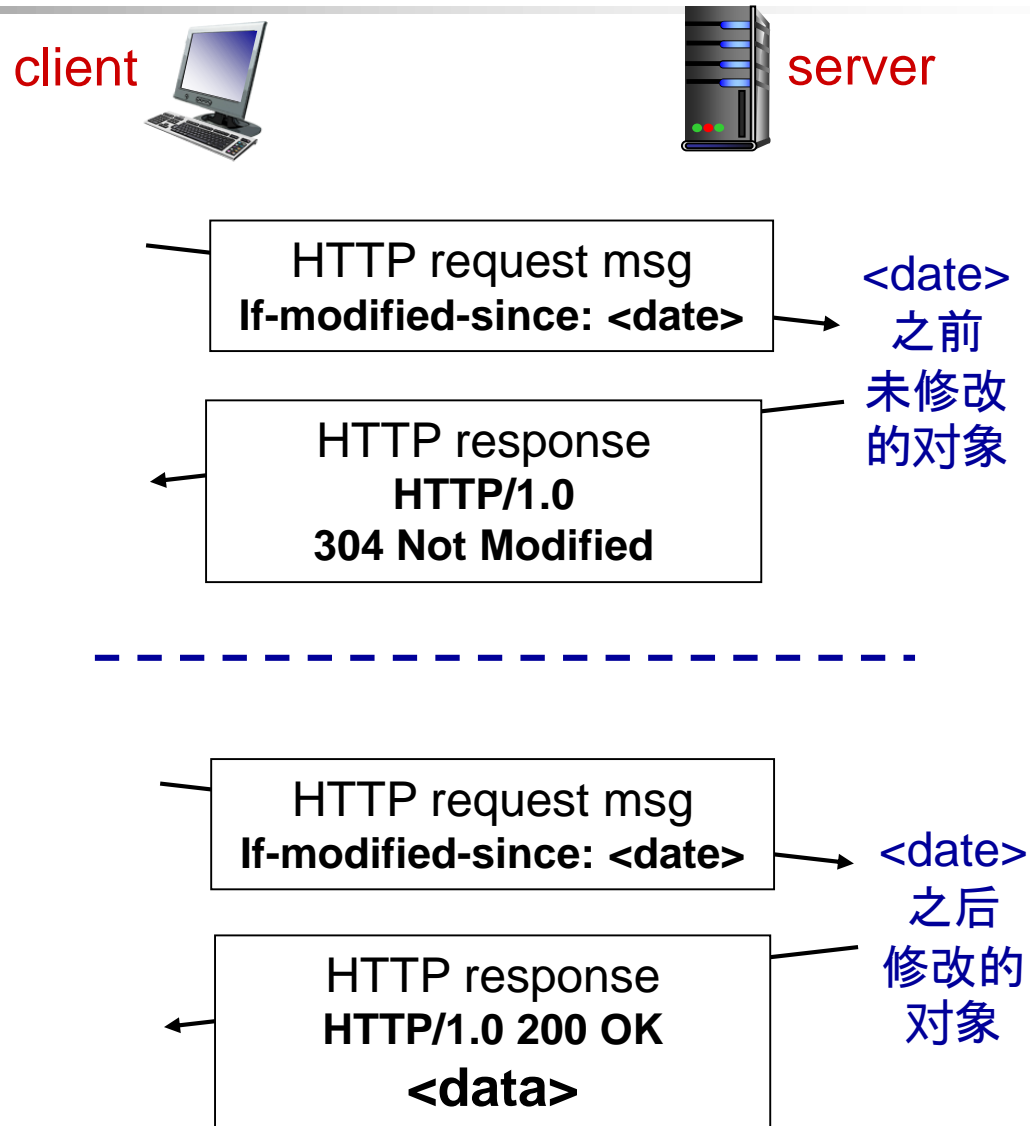 client
server
HTTP request msg
If-modified-since: <date>
<date>
之前
未修改
的对象
HTTP response
HTTP/1.0
304 Not Modified
HTTP request msg
If-modified-since: <date>
<date>
之后
修改的
对象
HTTP response
HTTP/1.0 200 OK
<data>